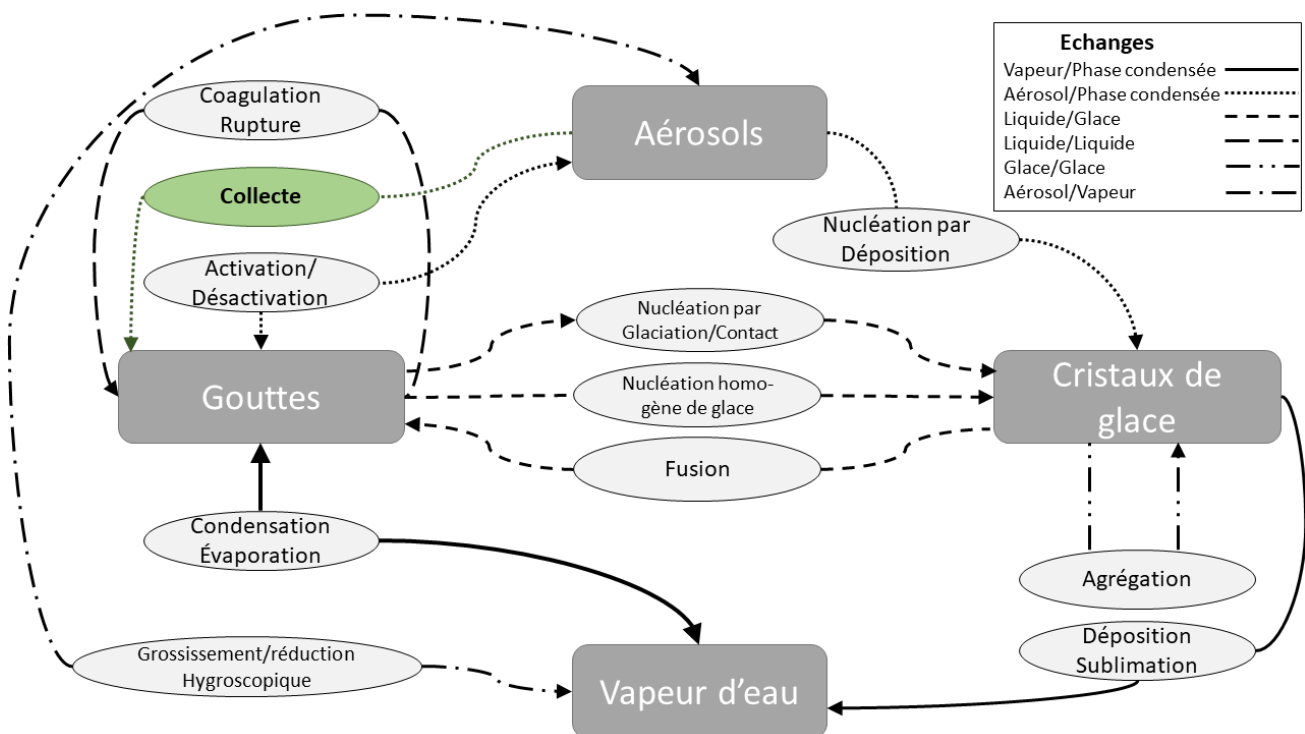 Echanges
Vapeur/Phase condensée
Aérosol/Phase condensée
Liquide/Glace
Liquide/Liquide
Glace/Glace
Aérosol/Vapeur
Coagulation
Rupture
Aérosols
Collecte
Nucléation par
Déposition
Activation/
Désactivation
Nucléation par
Glaciation/Contact
Gouttes
Nucléation homo-
gène de glace
Cristaux de
glace
Fusion
Condensation
Évaporation
Agrégation
Déposition
Sublimation
Grossissement/réduction
Hygroscopique
Vapeur d’eau